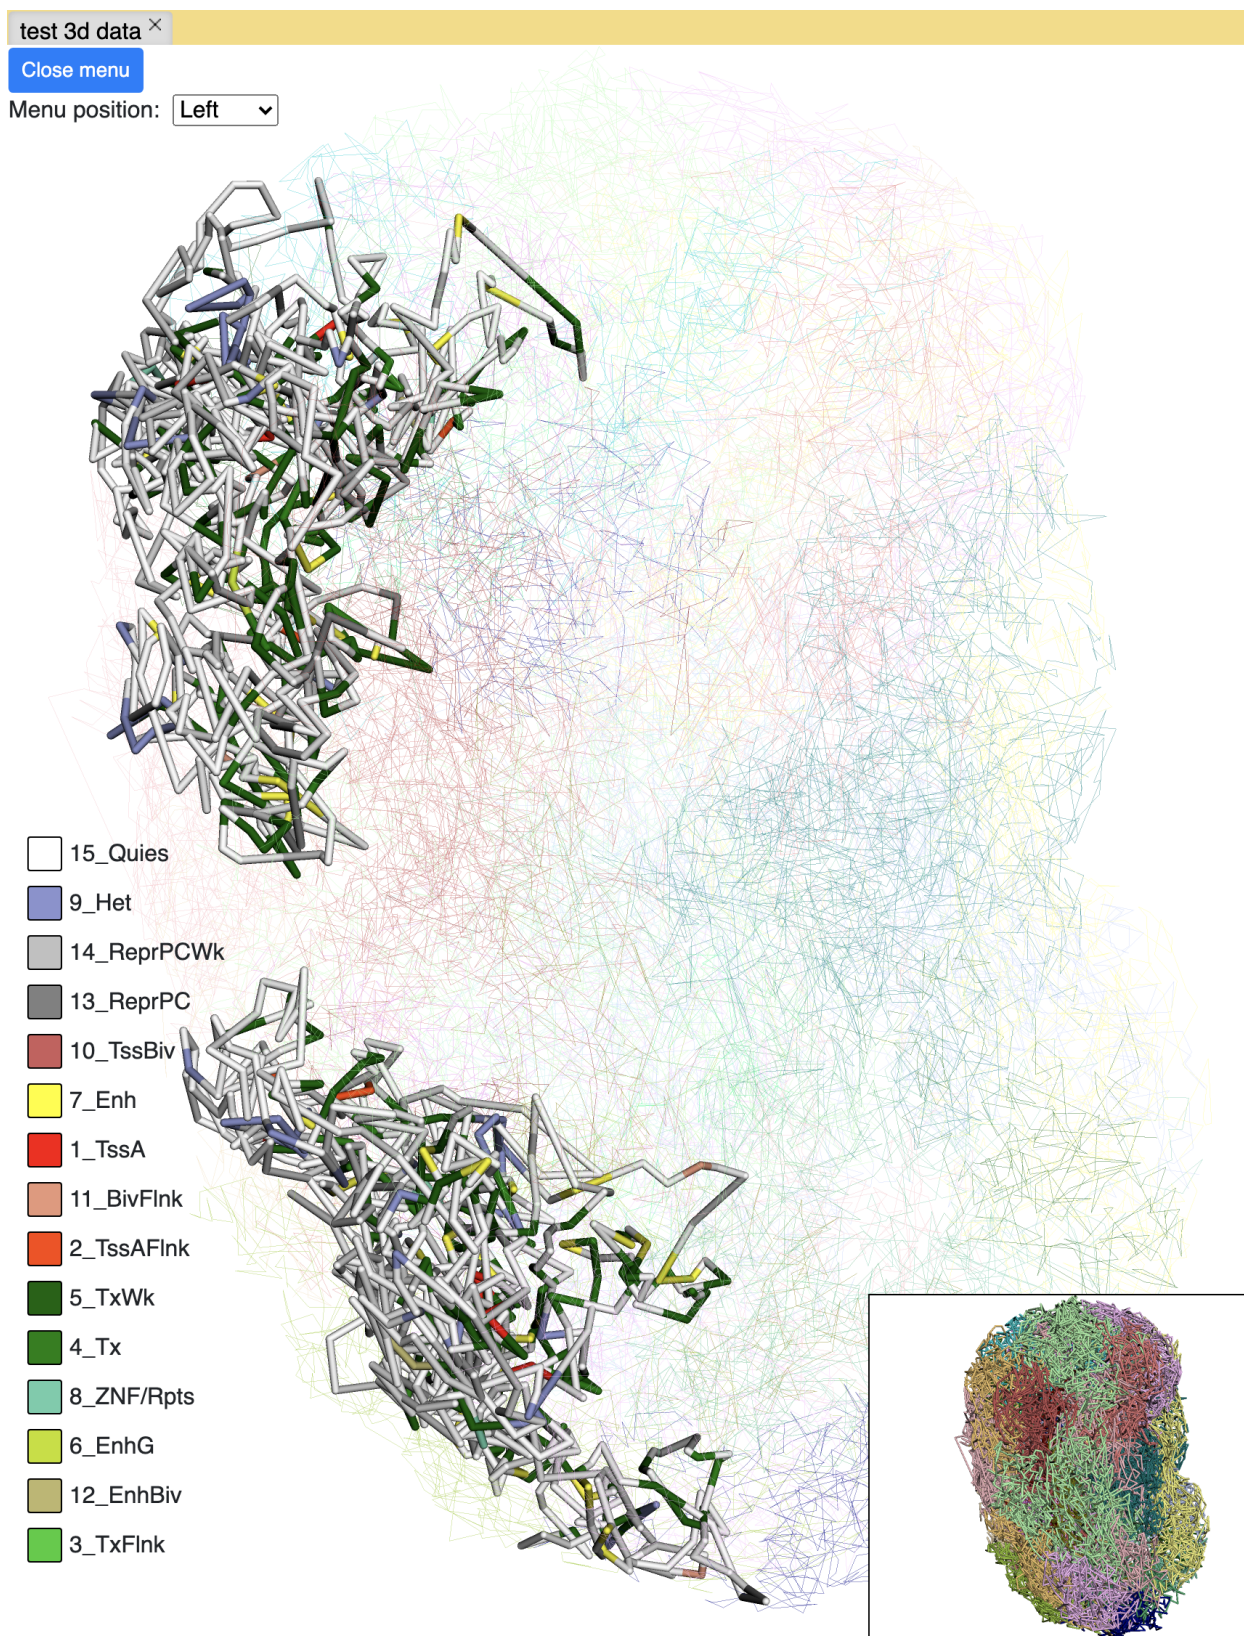 test 3d data ×
Close menu
Menu position: Left
15_Quies
9_Het
14_ReprPCWk
13_ReprPC
10_TssBiv
7_Enh
1_TssA
11_BivFlnk
2_TssAFlnk
5_TxWk
4_Tx
8_ZNF/Rpts
6_EnhG
12_EnhBiv
3_TxFlnk